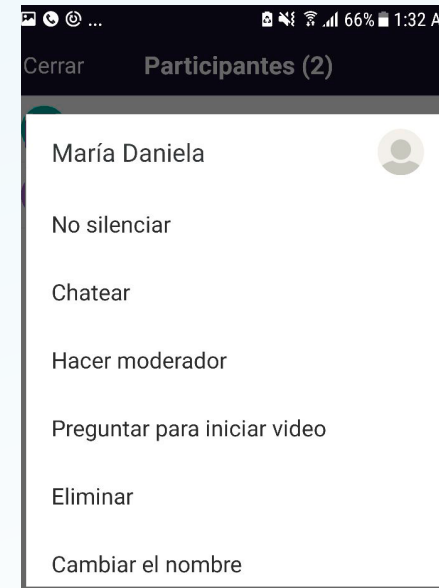 ... 66% 1:32 A
Cerrar Participantes (2)
María Daniela
No silenciar
Chatear
Hacer moderador
Preguntar para iniciar video
Eliminar
Cambiar el nombre